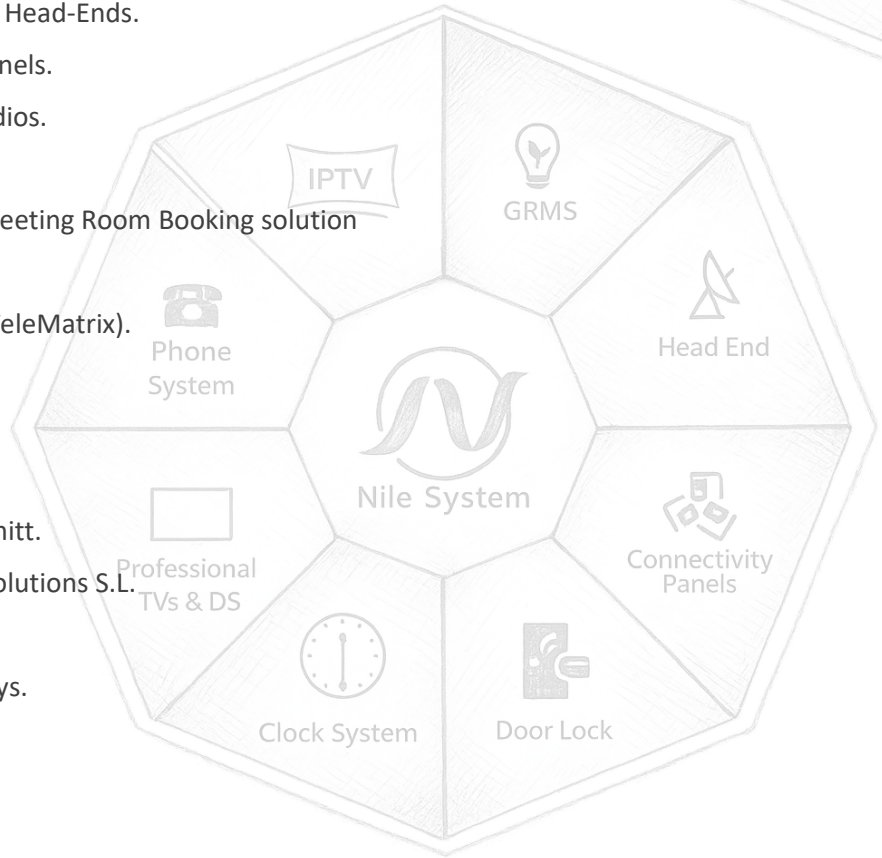 Head-Ends.
nels.
dios.
IPTV
GRMS
eeting Room Booking solution
eleMatrix).
Phone
System
Head End
Nile System
nitt.
olutions S.L.
Professional
TVs & DS
Connectivity
Panels
ys.
Clock System
Door Lock